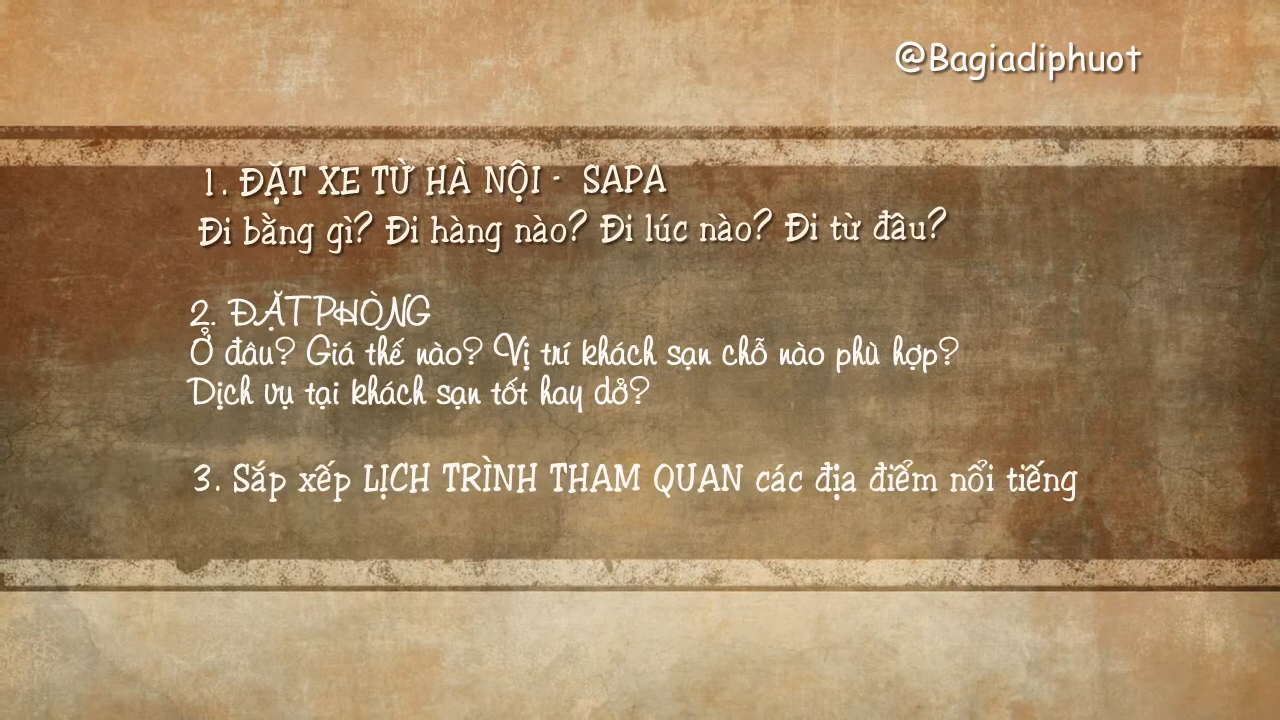 @Bagiadiphuot
1. ĐẶT XE TỪ HÀ NỘI - SAPA
Đi bằng gì? Đi hàng nào? Đi lúc nào? Đi từ đâu?
2. ĐẶT PHÒNG
Ở đâu? Giá thế nào? Vị trí khách sạn chỗ nào phù hợp?
Dịch vụ tại khách sạn tốt hay dở?
3. Sắp xếp LỊCH TRÌNH THAM QUAN các địa điểm nổi tiếng